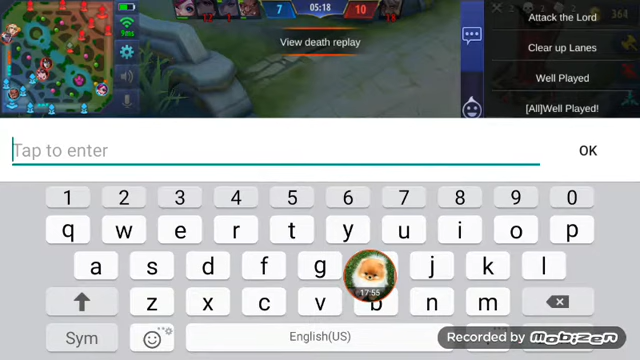 7 05:18 10
364
9ms
View death replay
Attack the Lord
Clear up Lanes
Well Played
[All]Well Played!
Tap to enter
OK
1 2 3 4 5 6 7 8 9 0
q w e r t y u i o p
a s d f g j k l
17:55
z x c v b n m
Sym
English(US)
Recorded by mobizen